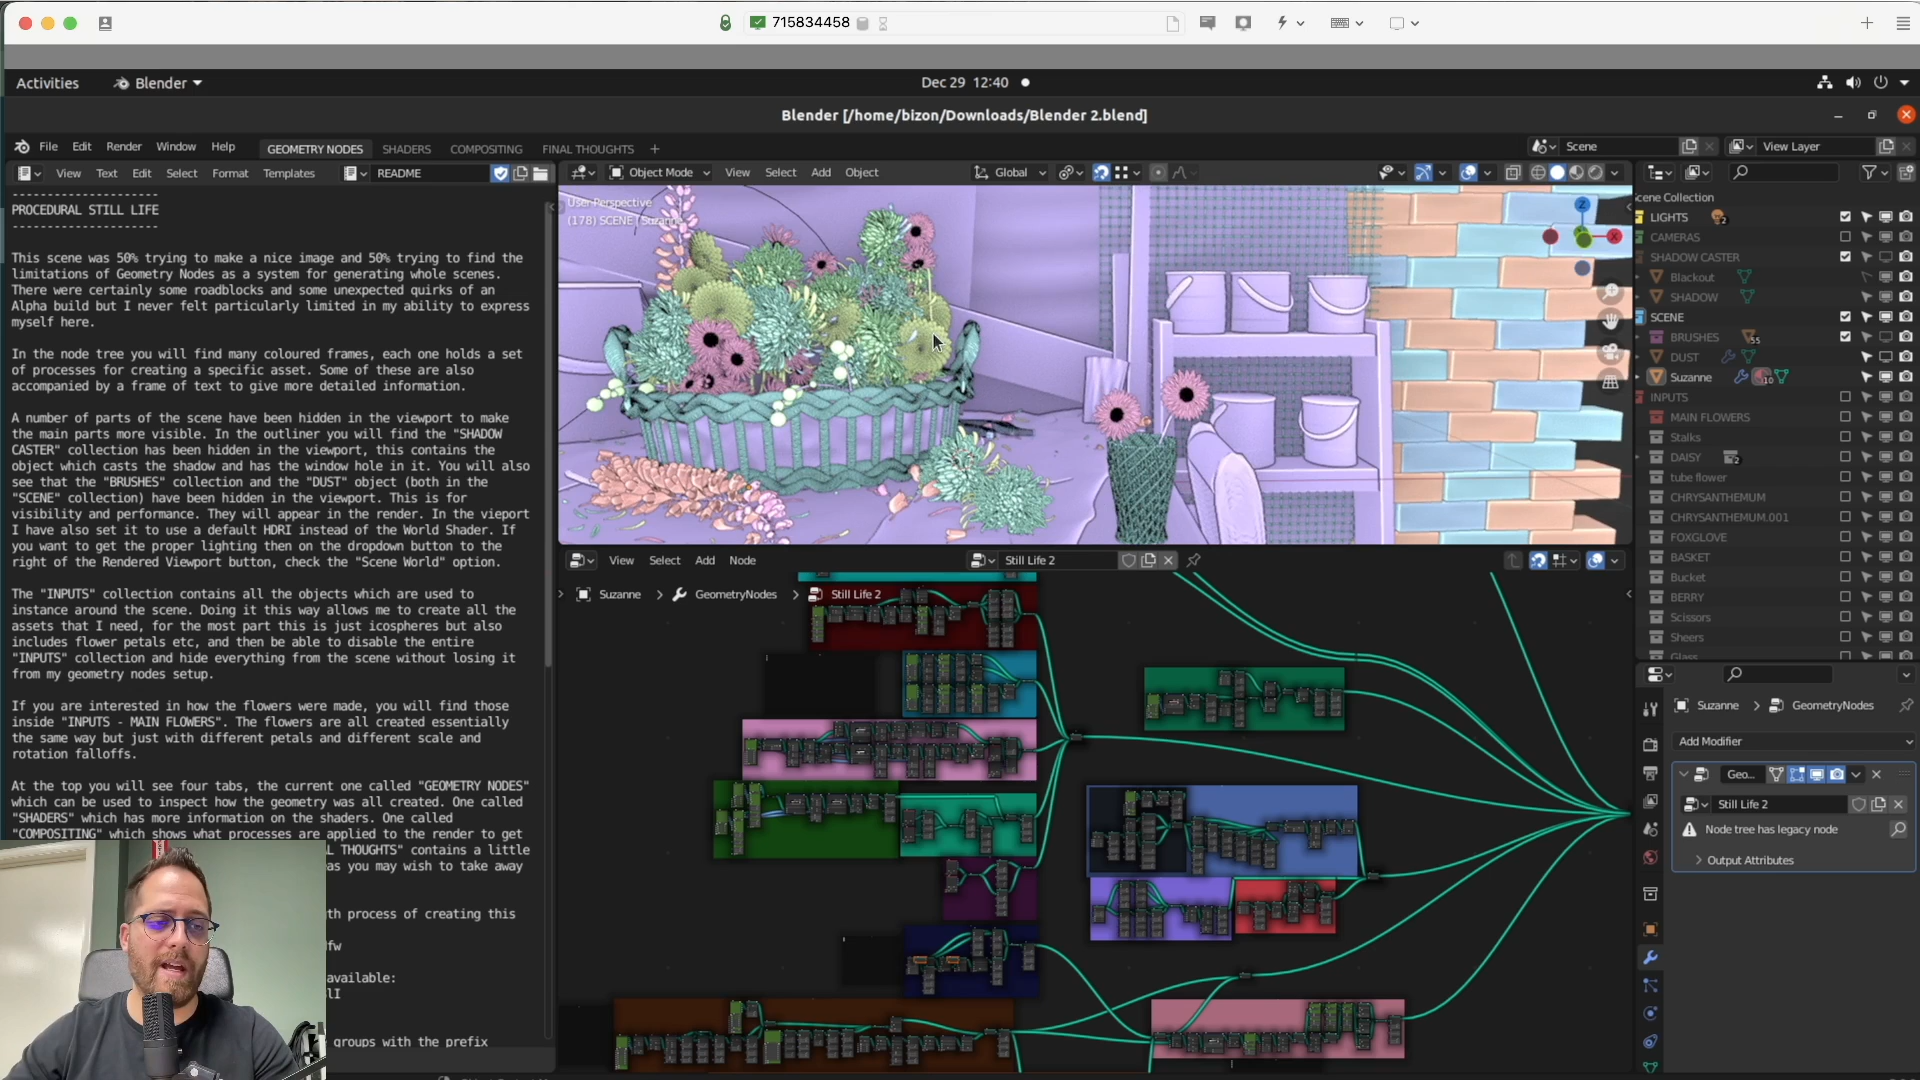 715834458
Activities
Blender
Dec 29 12:40
Blender [/home/bizon/Downloads/Blender 2.blend]
File Edit Render Window Help
GEOMETRY NODES SHADERS COMPOSITING FINAL THOUGHTS +
Scene
View Layer
View Text Edit Select Format Templates
README
Object Mode View Select Add Object
Global
--------------------
PROCEDURAL STILL LIFE
--------------------
This scene was 50% trying to make a nice image and 50% trying to find the
limitations of Geometry Nodes as a system for generating whole scenes.
There were certainly some roadblocks and some unexpected quirks of an
Alpha build but I never felt particularly limited in my ability to express
myself here.
In the node tree you will find many coloured frames, each one holds a set
of processes for creating a specific asset. Some of these are also
accompanied by a frame of text to give more detailed information.
A number of parts of the scene have been hidden in the viewport to make
the main parts more visible. In the outliner you will find the "SHADOW
CASTER" collection has been hidden in the viewport, this contains the
object which casts the shadow and has the window hole in it. You will also
see that the "BRUSHES" collection and the "DUST" object (both in the
"SCENE" collection) have been hidden in the viewport. This is for
visibility and performance. They will appear in the render. In the vieport
I have also set it to use a default HDRI instead of the World Shader. If
you want to get the proper lighting then on the dropdown button to the
right of the Rendered Viewport button, check the "Scene World" option.
The "INPUTS" collection contains all the objects which are used to
instance around the scene. Doing it this way allows me to create all the
assets that I need, for the most part this is just icospheres but also
includes flower petals etc, and then be able to disable the entire
"INPUTS" collection and hide everything from the scene without losing it
from my geometry nodes setup.
If you are interested in how the flowers were made, you will find those
inside "INPUTS - MAIN FLOWERS". The flowers are all created essentially
the same way but just with different petals and different scale and
rotation falloffs.
At the top you will see four tabs, the current one called "GEOMETRY NODES"
which can be used to inspect how the geometry was all created. One called
"SHADERS" which has more information on the shaders. One called
"COMPOSITING" which shows what processes are applied to the render to get
L THOUGHTS" contains a little
as you may wish to take away
th process of creating this
fw
available:
lI
groups with the prefix
User Perspective
(178) SCENE | Suzanne
View Select Add Node
Still Life 2
Suzanne > GeometryNodes > Still Life 2
Scene Collection
LIGHTS 2
CAMERAS
SHADOW CASTER
Blackout
SHADOW
SCENE
BRUSHES 55
DUST
Suzanne 10
INPUTS
MAIN FLOWERS
Stalks
DAISY 2
tube flower
CHRYSANTHEMUM
CHRYSANTHEMUM.001
FOXGLOVE
BASKET
Bucket
BERRY
Scissors
Sheers
Glass
Suzanne > GeometryNodes
Add Modifier
Geo...
Still Life 2
Node tree has legacy node
Output Attributes